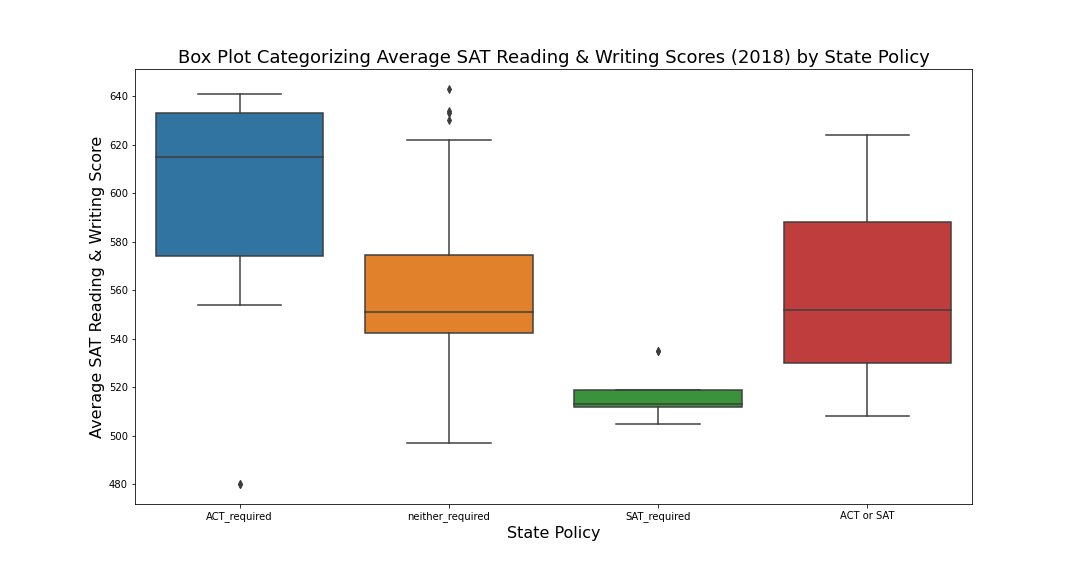 Box Plot Categorizing Average SAT Reading & Writing Scores (2018) by State Policy
Average SAT Reading & Writing Score
640
620
600
580
560
540
520
500
480
ACT_required neither_required SAT_required ACT or SAT
State Policy